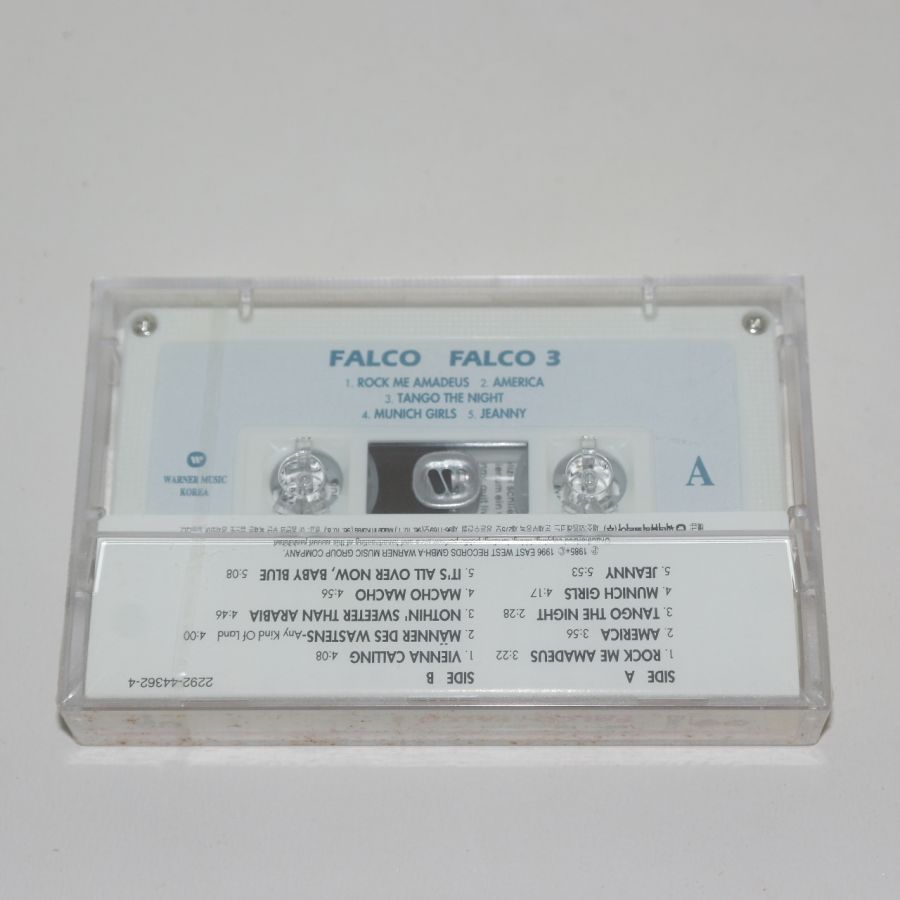 FALCO FALCO 3
1. ROCK ME AMADEUS 2. AMERICA
3. TANGO THE NIGHT
4. MUNICH GIRLS 5. JEANNY
WARNER MUSIC
KOREA
A
SIDE A
1. ROCK ME AMADEUS 3:22
2. AMERICA 3:56
3. TANGO THE NIGHT 2:28
4. MUNICH GIRLS 4:17
5. JEANNY 5:53
SIDE B
1. VIENNA CALLING 4:08
2. MÄNNER DES WASTENS-Any Kind Of Land 4:00
3. NOTHIN' SWEETER THAN ARABIA 4:46
4. MACHO MACHO 4:56
5. IT'S ALL OVER NOW, BABY BLUE 5:08
2292-44362-4
℗ 1985+© 1996 EAST WEST RECORDS GMBH-A WARNER MUSIC GROUP COMPANY.